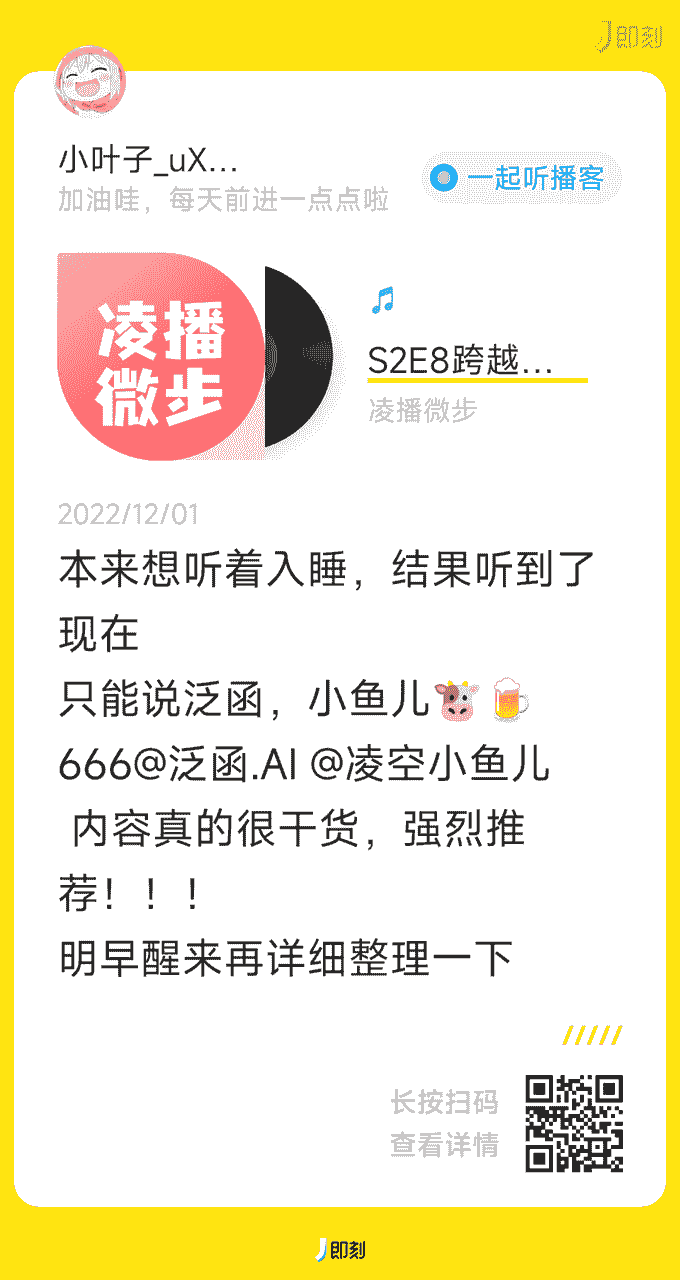 即刻
小叶子_uX...
加油哇，每天前进一点点啦
一起听播客
凌播
微步
S2E8跨越...
凌播微步
2022/12/01
本来想听着入睡，结果听到了
现在
只能说泛函，小鱼儿🐮🍺
666@泛函.AI @凌空小鱼儿
内容真的很干货，强烈推
荐！！！
明早醒来再详细整理一下
长按扫码
查看详情
即刻